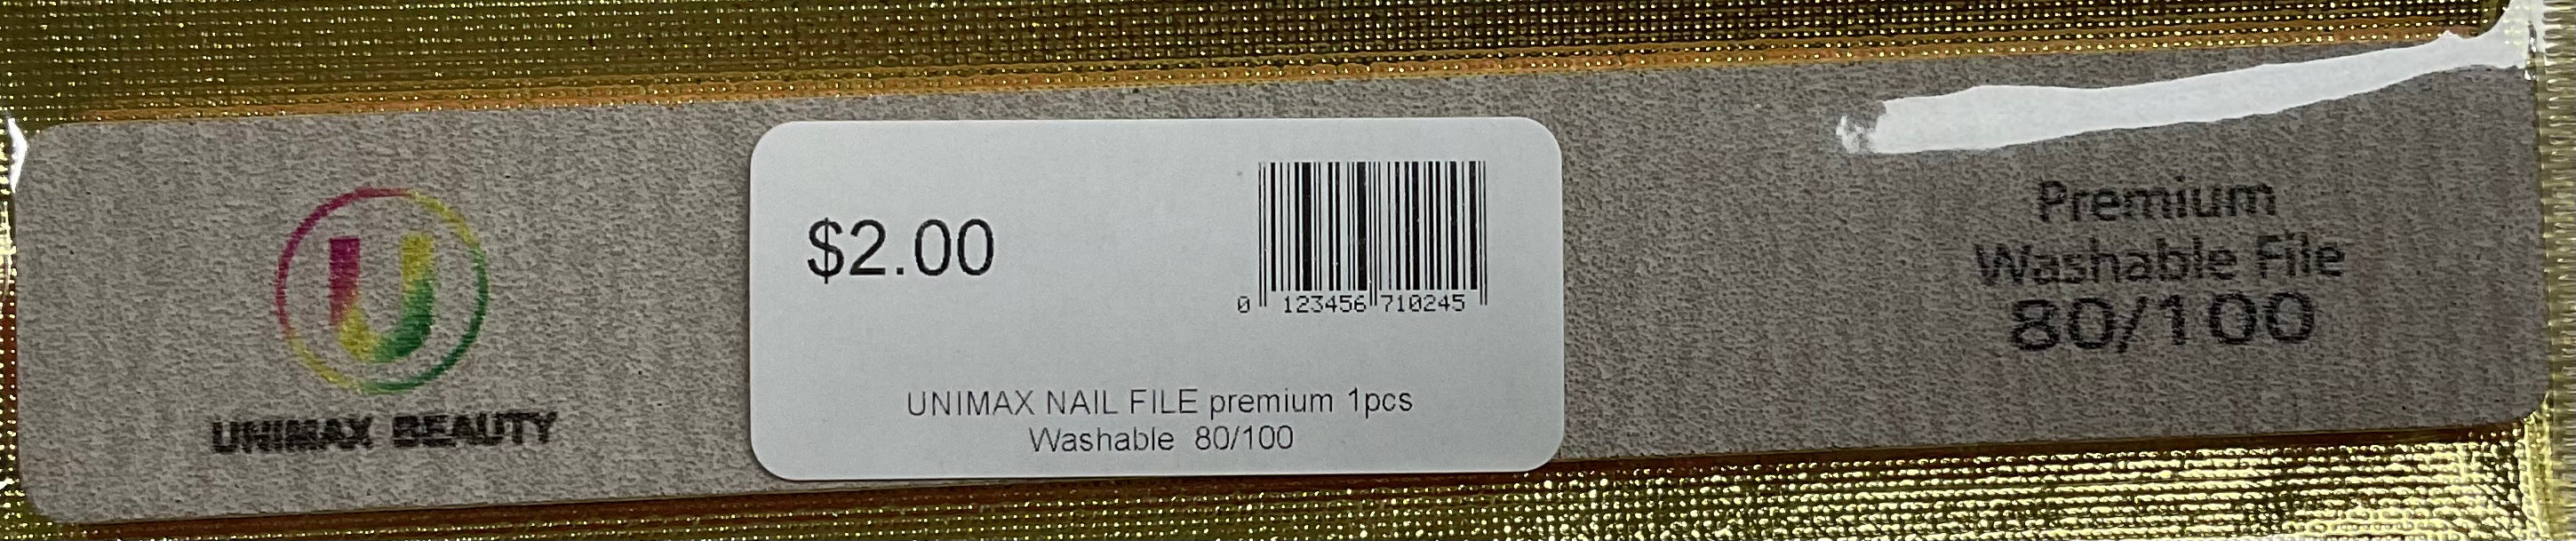 U
UNIMAX BEAUTY
$2.00
0 123456 710245
UNIMAX NAIL FILE premium 1pcs
Washable 80/100
Premium
Washable File
80/100